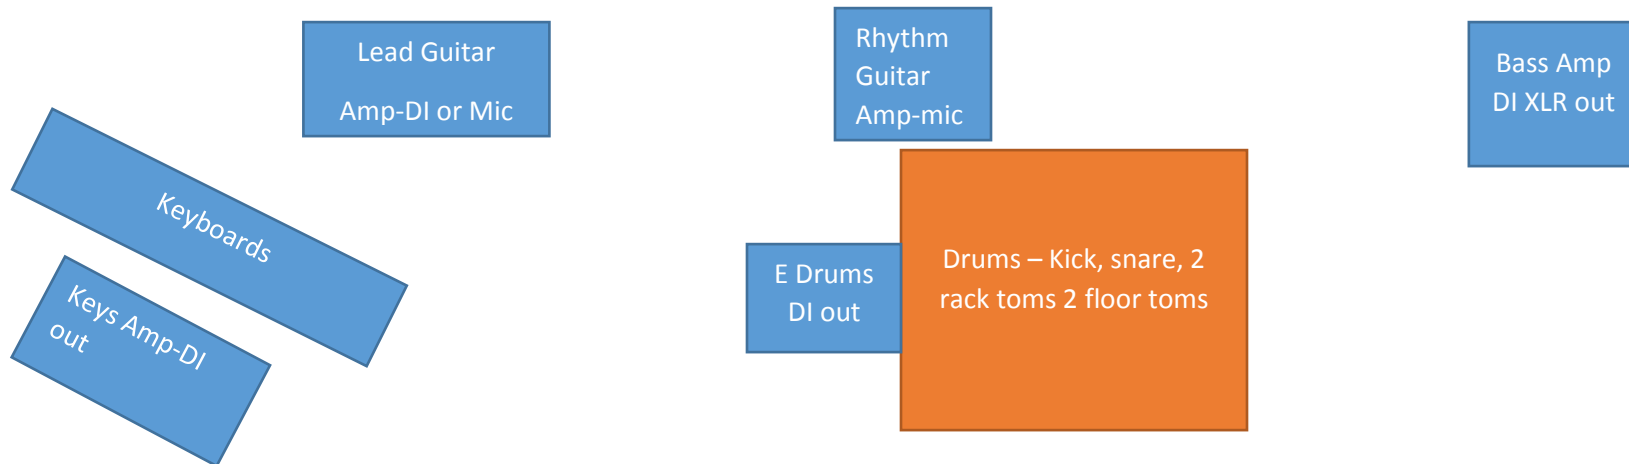 Lead Guitar
Amp-DI or Mic
Rhythm
Guitar
Amp-mic
Bass Amp
DI XLR out
Keyboards
Keys Amp-DI
out
E Drums
DI out
Drums – Kick, snare, 2
rack toms 2 floor toms